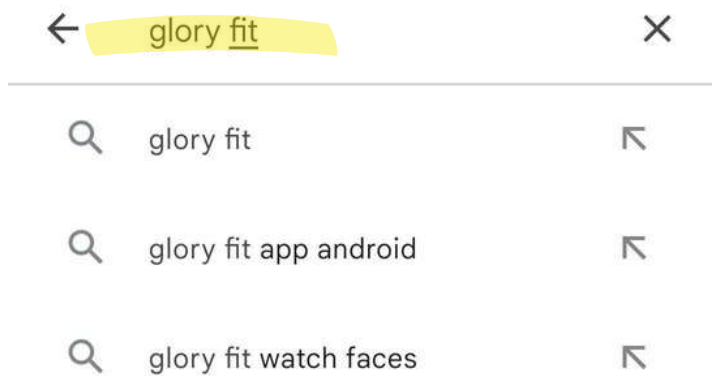 glory fit
glory fit
glory fit app android
glory fit watch faces